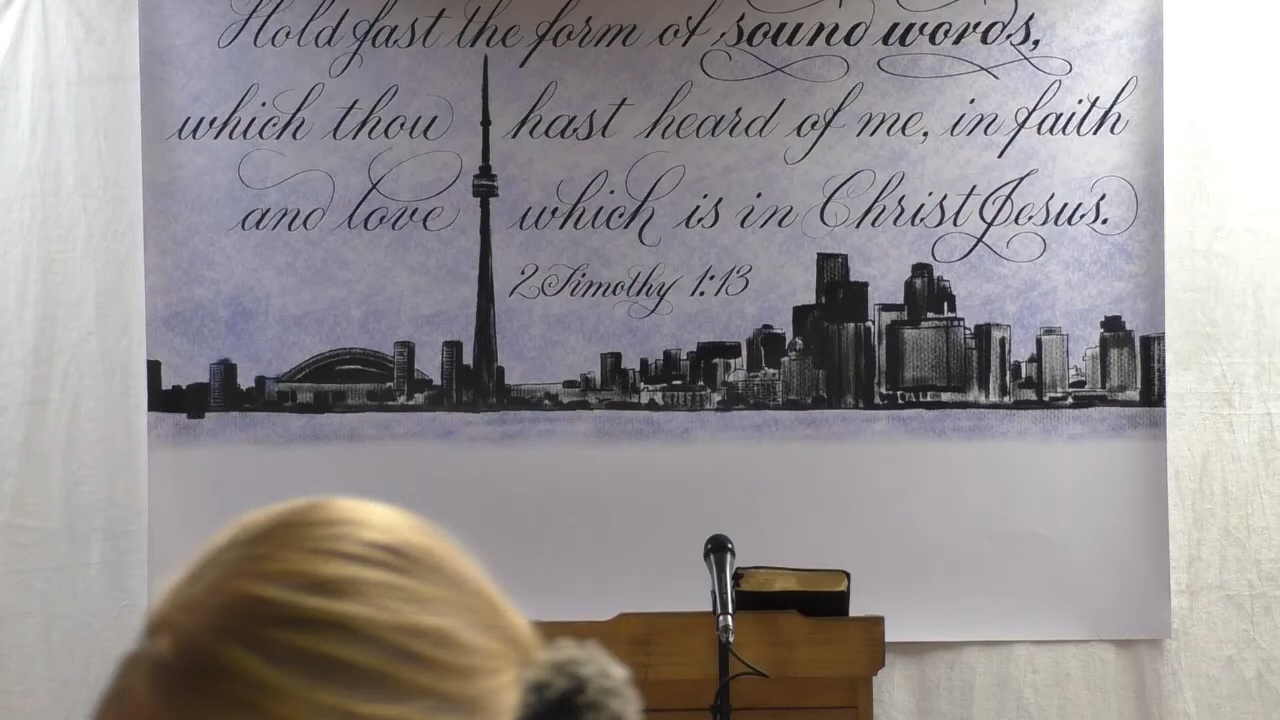 Hold fast the form of sound words,
which thou hast heard of me, in faith
and love which is in Christ Jesus.
2 Timothy 1:13